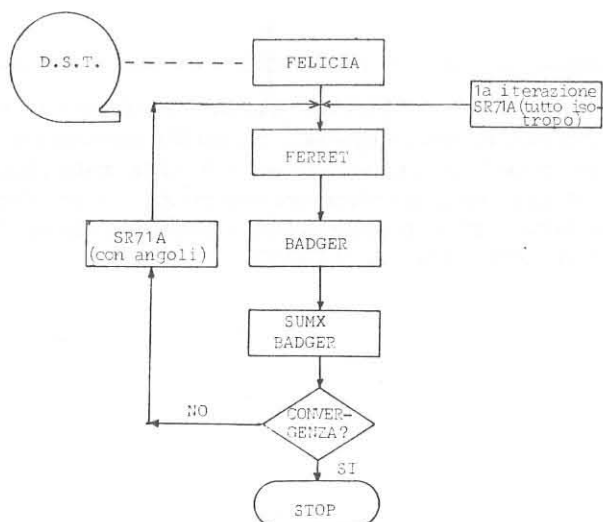 D.S.T.
FELICIA
1a iterazione
SR71A(tutto iso-
tropo)
FERRET
SR71A
(con angoli)
BADGER
SUMX
BADGER
NO
CONVER-
GENZA?
SI
STOP